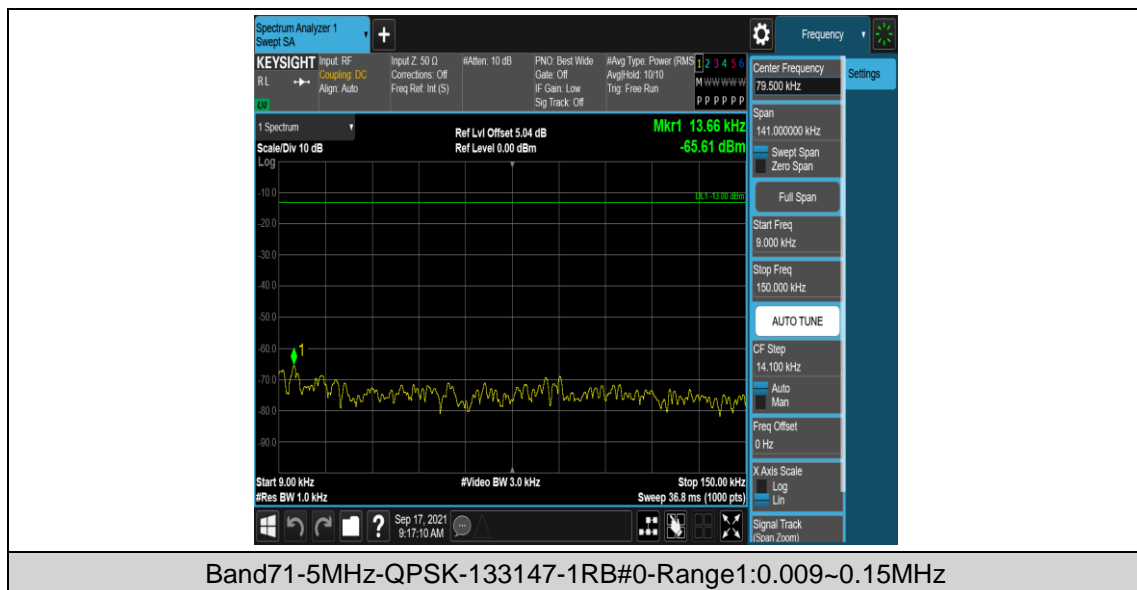 Spectrum Analyzer 1
Swept SA
Frequency
KEYSIGHT
RL
LXI
Input: RF
Coupling: DC
Align: Auto
Input Z: 50 Ω
Corrections: Off
Freq Ref: Int (S)
#Atten: 10 dB
PNO: Best Wide
Gate: Off
IF Gain: Low
Sig Track: Off
#Avg Type: Power (RMS
Avg|Hold: 10/10
Trig: Free Run
1 2 3 4 5 6
M W W W W W
P P P P P P
1 Spectrum
Scale/Div 10 dB
Ref Lvl Offset 5.04 dB
Ref Level 0.00 dBm
Mkr1 13.66 kHz
-65.61 dBm
Log
DL1 -13.00 dBm
-10.0
-20.0
-30.0
-40.0
-50.0
-60.0
-70.0
-80.0
-90.0
1
Start 9.00 kHz
#Res BW 1.0 kHz
#Video BW 3.0 kHz
Stop 150.00 kHz
Sweep 36.8 ms (1000 pts)
Center Frequency
79.500 kHz
Settings
Span
141.000000 kHz
Swept Span
Zero Span
Full Span
Start Freq
9.000 kHz
Stop Freq
150.000 kHz
AUTO TUNE
CF Step
14.100 kHz
Auto
Man
Freq Offset
0 Hz
X Axis Scale
Log
Lin
Signal Track
(Span Zoom)
?
Sep 17, 2021
9:17:10 AM
Band71-5MHz-QPSK-133147-1RB#0-Range1:0.009~0.15MHz